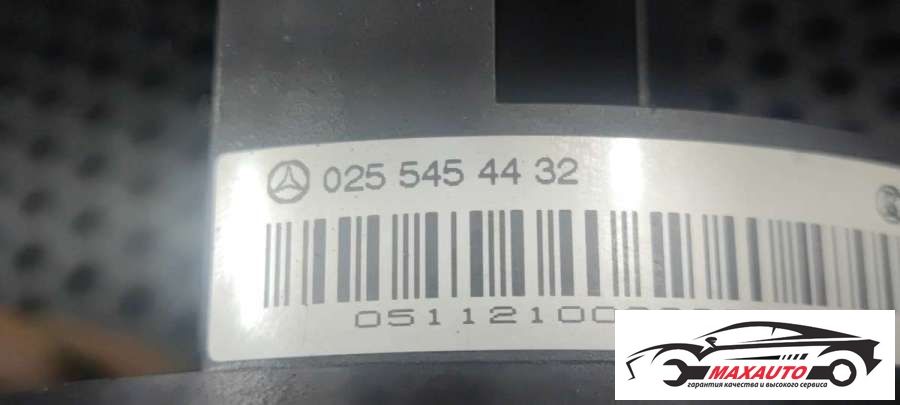 025 545 44 32
MAXAUTO
гарантия качества и высокого сервиса